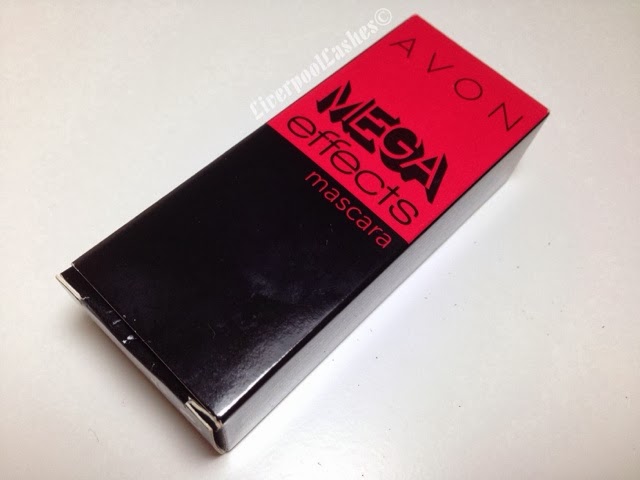 LiverpoolLashes©
AVON
MEGA
effects
mascara